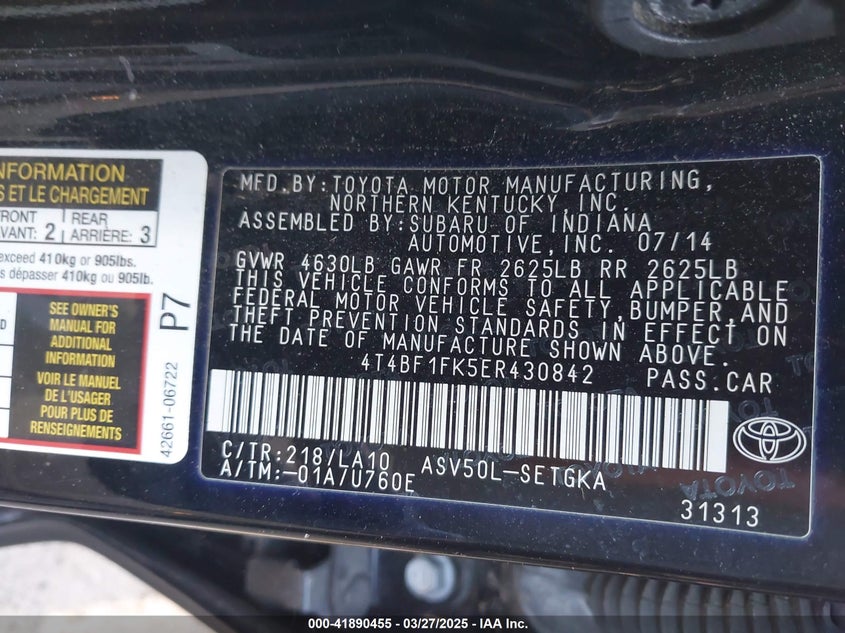 INFORMATION
S ET LE CHARGEMENT
FRONT
VANT: 2
REAR
ARRIÈRE: 3
exceed 410kg or 905lbs.
s dépasser 410kg ou 905lb.
SEE OWNER'S
MANUAL FOR
ADDITIONAL
INFORMATION
VOIR LE MANUEL
DE L'USAGER
POUR PLUS DE
RENSEIGNEMENTS
P7
42661-06722
MFD.BY:TOYOTA MOTOR MANUFACTURING,
NORTHERN KENTUCKY, INC.
ASSEMBLED BY:SUBARU OF INDIANA
AUTOMOTIVE,INC. 07/14
GVWR 4630LB GAWR FR 2625LB RR 2625LB
THIS VEHICLE CONFORMS TO ALL APPLICABLE
FEDERAL MOTOR VEHICLE SAFETY,BUMPER,AND
THEFT PREVENTION STANDARDS IN EFFECT ON
THE DATE OF MANUFACTURE SHOWN ABOVE.
4T4BF1FK5ER430842 PASS.CAR
C/TR:218/LA10 ASV50L-SETGKA
A/TM:-01A/U760E
TOYOTA
31313
000-41890455 - 03/27/2025 - IAA Inc.